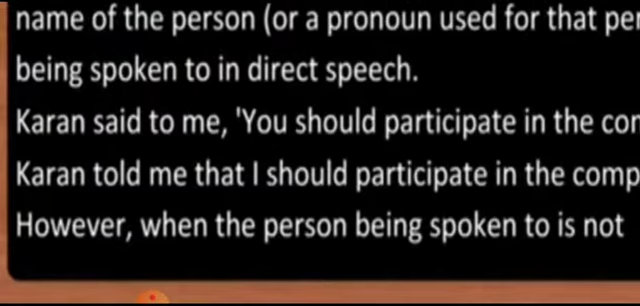 name of the person (or a pronoun used for that
being spoken to in direct speech.
Karan said to me, 'You should participate in the
Karan told me that I should participate in the
However, when the person being spoken to is not